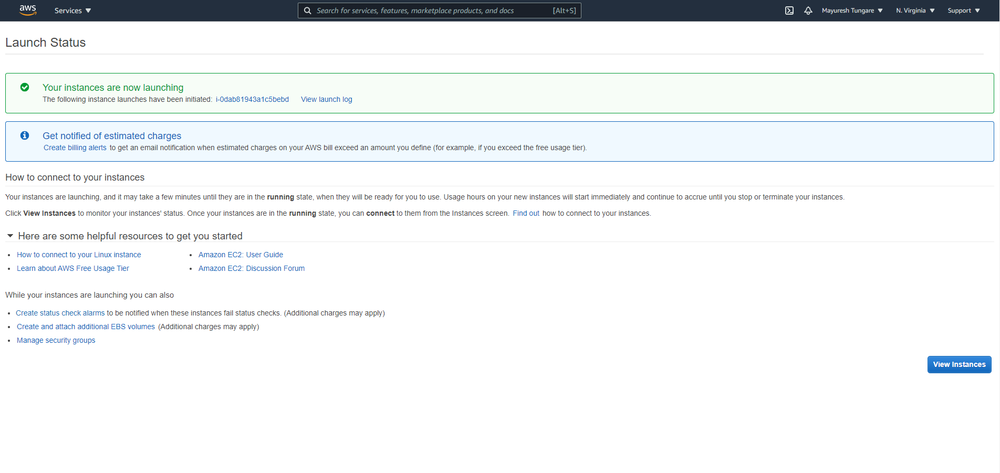 aws Services Search for services, features, marketplace products, and docs [Alt+S] Mayuresh Tungare N. Virginia Support
Launch Status
Your instances are now launching
The following instance launches have been initiated: i-0dab81943a1c5bebd View launch log
Get notified of estimated charges
Create billing alerts to get an email notification when estimated charges on your AWS bill exceed an amount you define (for example, if you exceed the free usage tier).
How to connect to your instances
Your instances are launching, and it may take a few minutes until they are in the running state, when they will be ready for you to use. Usage hours on your new instances will start immediately and continue to accrue until you stop or terminate your instances.
Click View Instances to monitor your instances' status. Once your instances are in the running state, you can connect to them from the Instances screen. Find out how to connect to your instances.
Here are some helpful resources to get you started
• How to connect to your Linux instance • Amazon EC2: User Guide
• Learn about AWS Free Usage Tier • Amazon EC2: Discussion Forum
While your instances are launching you can also
• Create status check alarms to be notified when these instances fail status checks. (Additional charges may apply)
• Create and attach additional EBS volumes (Additional charges may apply)
• Manage security groups
View Instances